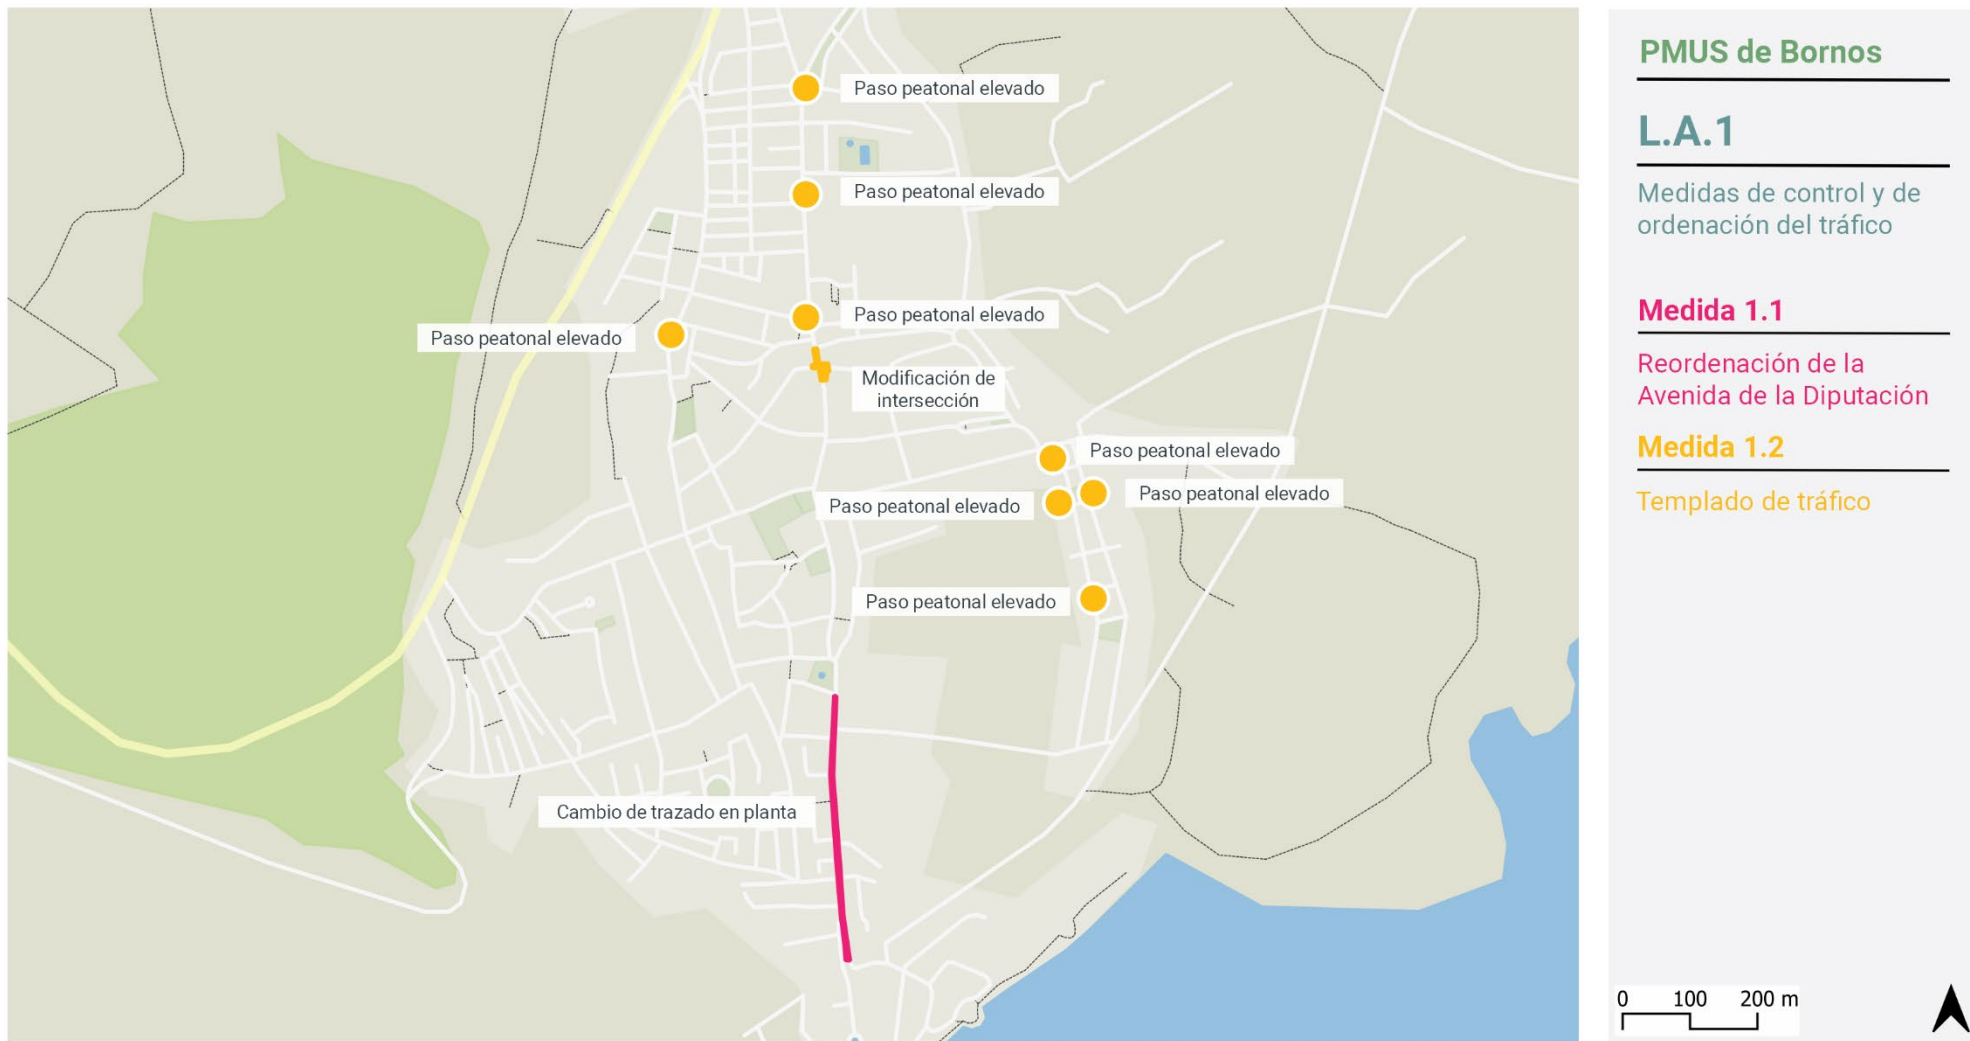 Paso peatonal elevado
Paso peatonal elevado
Paso peatonal elevado
Paso peatonal elevado
Modificación de
intersección
Paso peatonal elevado
Paso peatonal elevado
Paso peatonal elevado
Paso peatonal elevado
Cambio de trazado en planta
PMUS de Bornos
L.A.1
Medidas de control y de
ordenación del tráfico
Medida 1.1
Reordenación de la
Avenida de la Diputación
Medida 1.2
Templado de tráfico
0 100 200 m